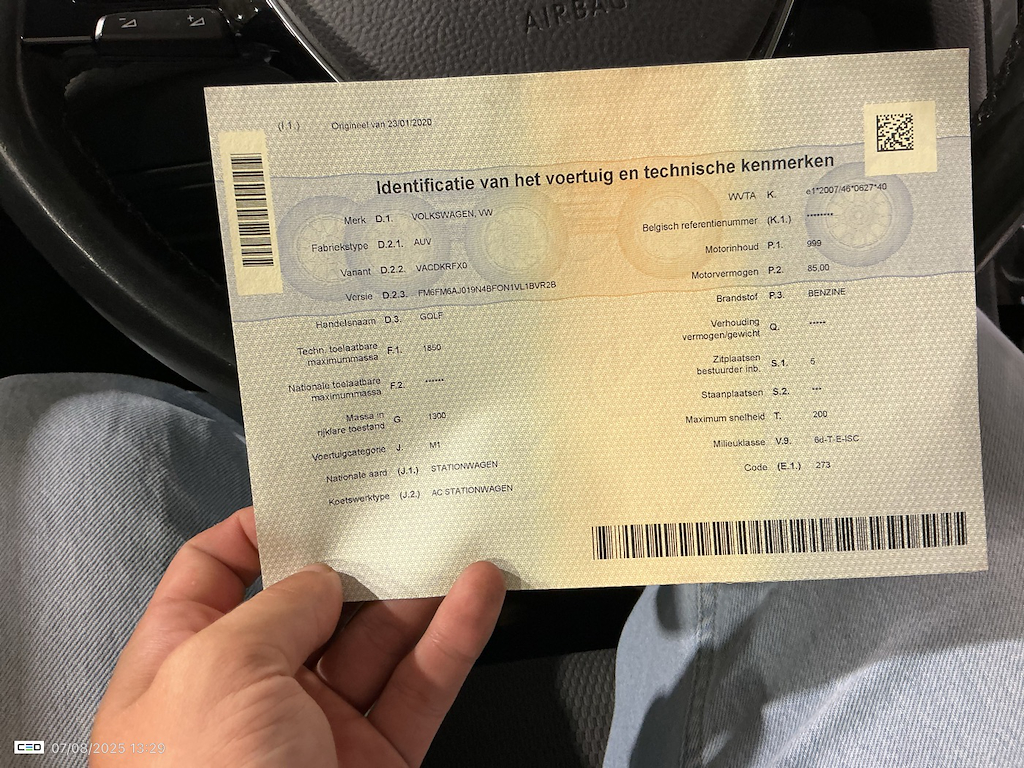 AIRBAG
(I.1.) Origineel van 23/01/2020
Identificatie van het voertuig en technische kenmerken
Merk D.1. VOLKSWAGEN, VW
Fabriekstype D.2.1. AUV
Variant D.2.2. VACDKRFX0
Versie D.2.3. FM6FM6AJ019N4BFON1VL1BVR2B
Handelsnaam D.3. GOLF
Techn. toelaatbare
maximummassa F.1. 1850
Nationale toelaatbare
maximummassa F.2. ******
Massa in
rijklare toestand G. 1300
Voertuigcategorie J. M1
Nationale aard (J.1.) STATIONWAGEN
Koetswerktype (J.2.) AC STATIONWAGEN
WVTA K. e1*2007/46*0627*40
Belgisch referentienummer (K.1.) ********
Motorinhoud P.1. 999
Motorvermogen P.2. 85,00
Brandstof P.3. BENZINE
Verhouding
vermogen/gewicht Q. *****
Zitplaatsen
bestuurder inb. S.1. 5
Staanplaatsen S.2. ***
Maximum snelheid T. 200
Milieuklasse V.9. 6d-T-E-ISC
Code (E.1.) 273
CEO 07/08/2025 13:29